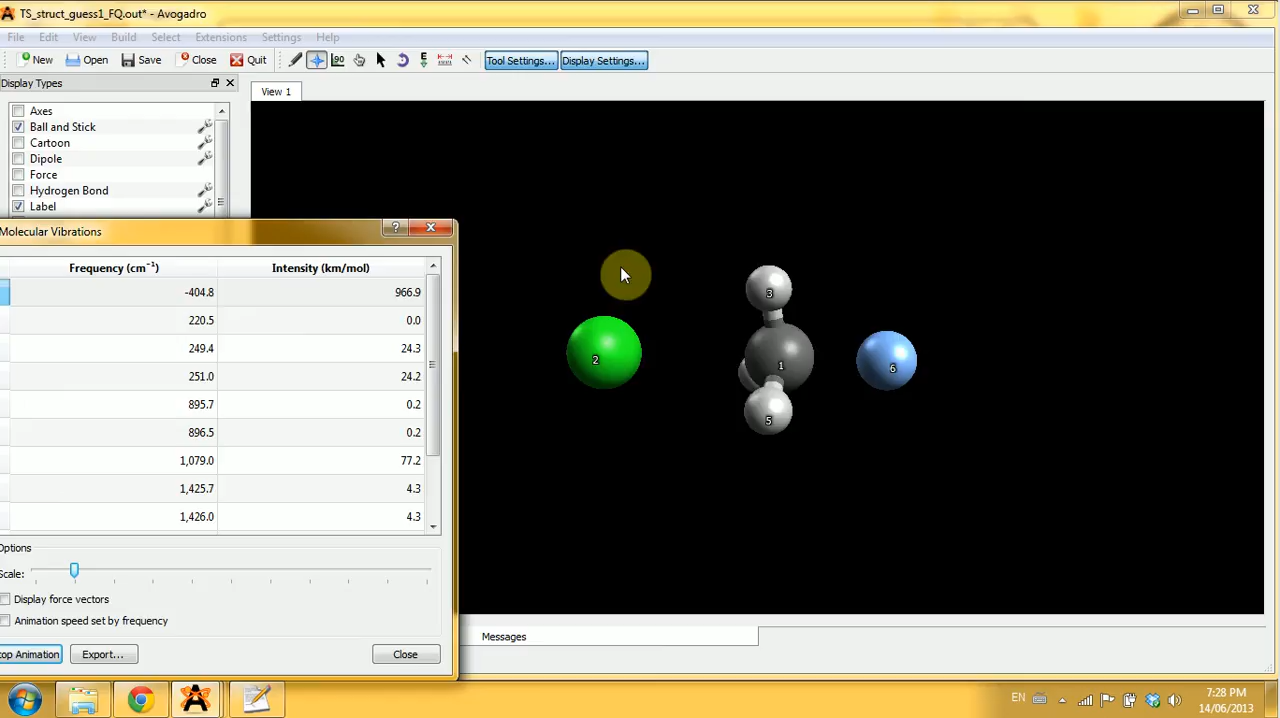 TS_struct_guess1_FQ.out* - Avogadro
File Edit View Build Select Extensions Settings Help
New Open Save Close Quit 90 E Tool Settings... Display Settings...
Display Types
View 1
Axes
Ball and Stick
Cartoon
Dipole
Force
Hydrogen Bond
Label
Molecular Vibrations ?
Frequency (cm⁻¹) Intensity (km/mol)
-404.8 966.9
220.5 0.0
249.4 24.3
251.0 24.2
895.7 0.2
896.5 0.2
1,079.0 77.2
1,425.7 4.3
1,426.0 4.3
3
2
1
6
5
Options
Scale:
Display force vectors
Animation speed set by frequency
top Animation Export... Close
Messages
EN 7:28 PM
14/06/2013